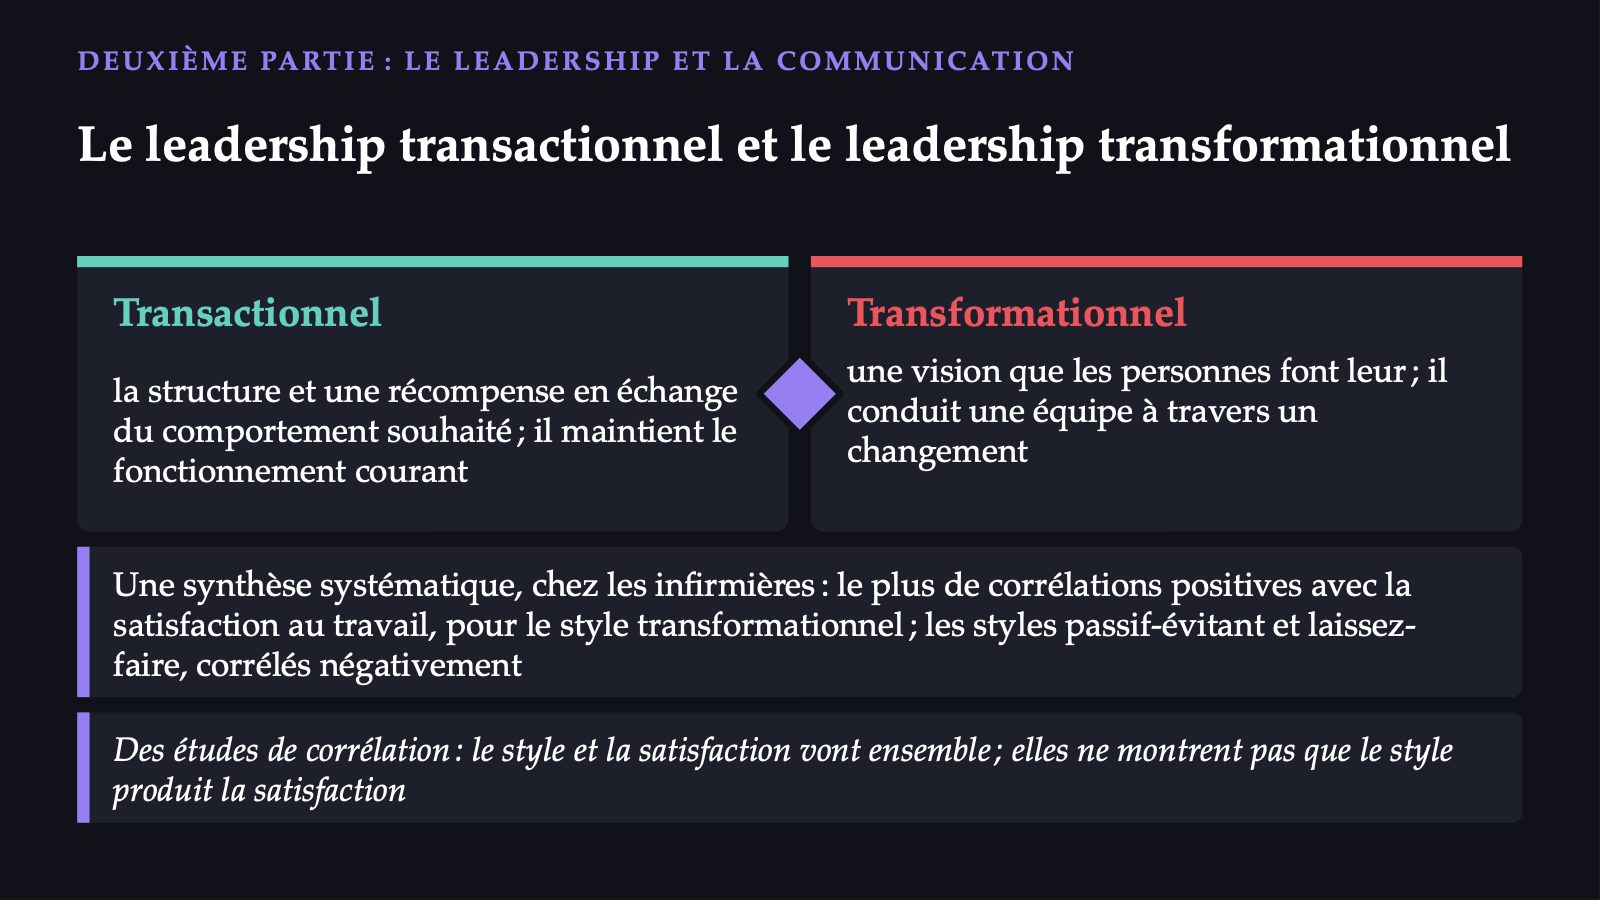 DEUXIÈME PARTIE : LE LEADERSHIP ET LA COMMUNICATION
Le leadership transactionnel et le leadership transformationnel
Transactionnel
la structure et une récompense en échange
du comportement souhaité ; il maintient le
fonctionnement courant
Transformationnel
une vision que les personnes font leur ; il
conduit une équipe à travers un
changement
Une synthèse systématique, chez les infirmières : le plus de corrélations positives avec la
satisfaction au travail, pour le style transformationnel ; les styles passif-évitant et laissez-
faire, corrélés négativement
Des études de corrélation : le style et la satisfaction vont ensemble ; elles ne montrent pas que le style
produit la satisfaction